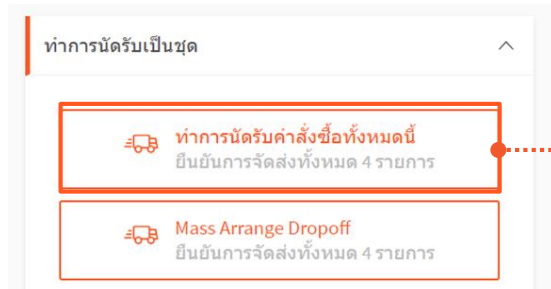 ทำการนัดรับเป็นชุด
ทำการนัดรับคำสั่งซื้อทั้งหมดนี้
ยืนยันการจัดส่งทั้งหมด 4 รายการ
Mass Arrange Dropoff
ยืนยันการจัดส่งทั้งหมด 4 รายการ